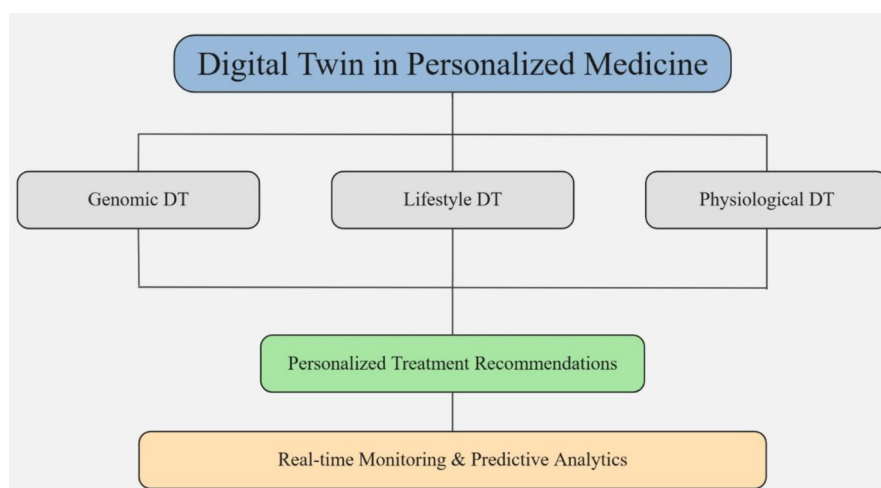 Digital Twin in Personalized Medicine
Genomic DT
Lifestyle DT
Physiological DT
Personalized Treatment Recommendations
Real-time Monitoring & Predictive Analytics